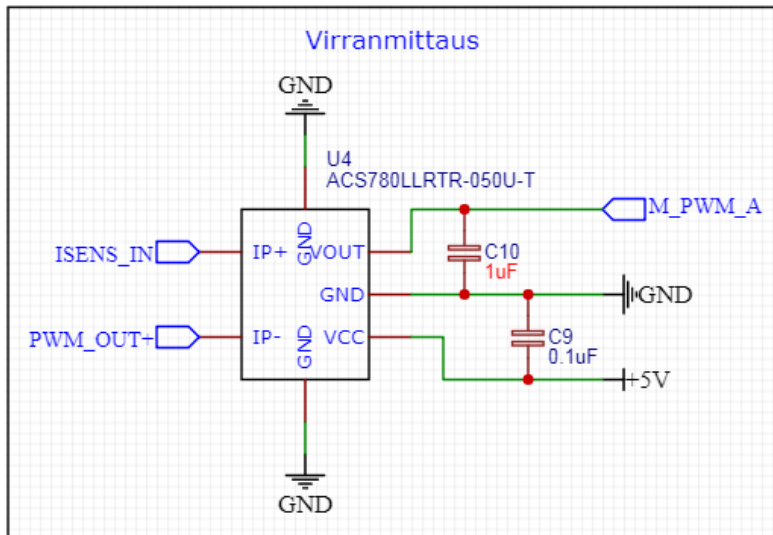 Virranmittaus
GND
U4
ACS780LLRTR-050U-T
M_PWM_A
ISENS_IN
IP+
GND
VOUT
C10
1uF
GND
GND
PWM_OUT+
IP-
GND
VCC
C9
0.1uF
+5V
GND